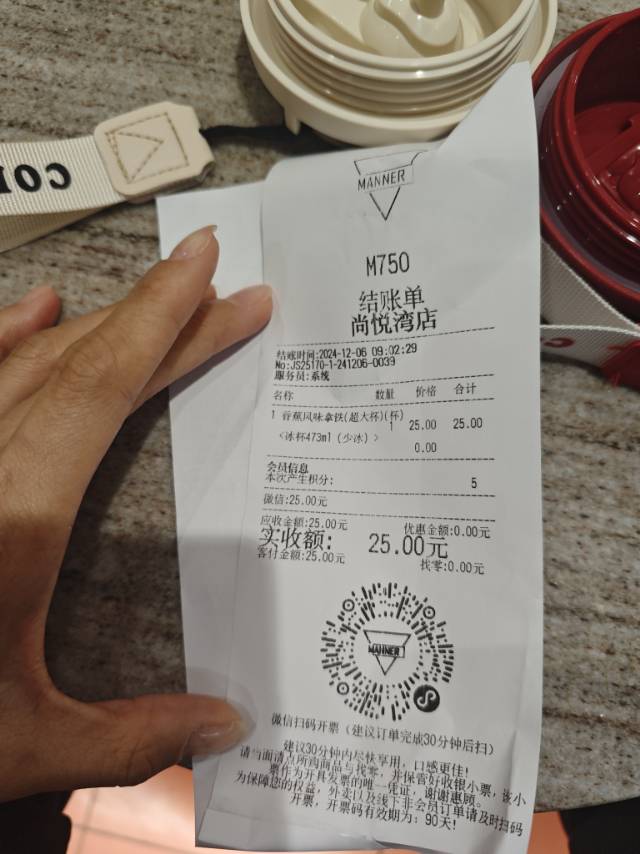 COI
MANNER
M750
结账单
尚悦湾店
结账时间:2024-12-06 09:02:29
No:JS25170-1-241206-0039
服务员:系统
名称 数量 价格 合计
1 香蕉风味拿铁(超大杯)(杯)
1 25.00 25.00
<冰杯473ml (少冰) >
0.00
会员信息
本次产生积分: 5
微信:25.00元
应收金额:25.00元 优惠金额:0.00元
实收额: 25.00元
客付金额:25.00元 找零:0.00元
MANNER
微信扫码开票 (建议订单完成30分钟后扫)
建议30分钟内尽快享用, 口感更佳!
请当面清点所购商品与找零, 并保管好收银小票, 该小
票作为开具发票的唯一凭证, 谢谢惠顾。
为保障您的权益, 外卖以及线下非会员订单请及时扫码
开票, 开票码有效期为: 90天!